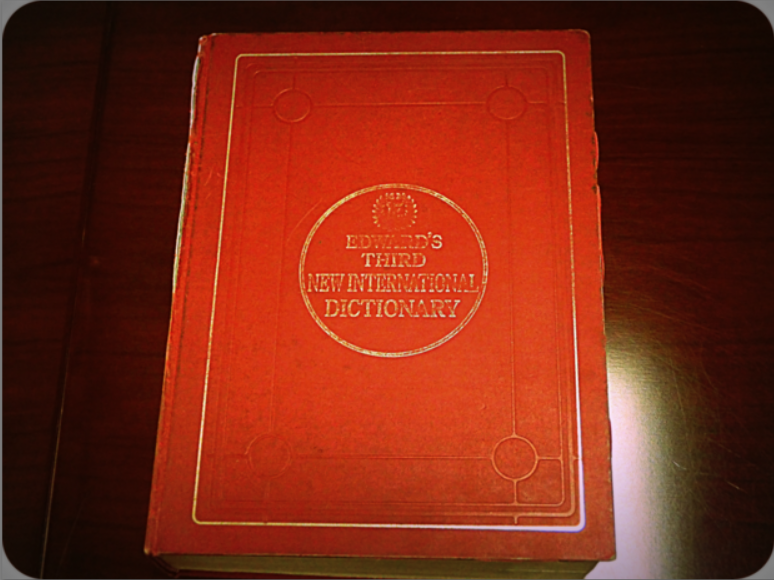 EDWARD'S
THIRD
NEW INTERNATIONAL
DICTIONARY